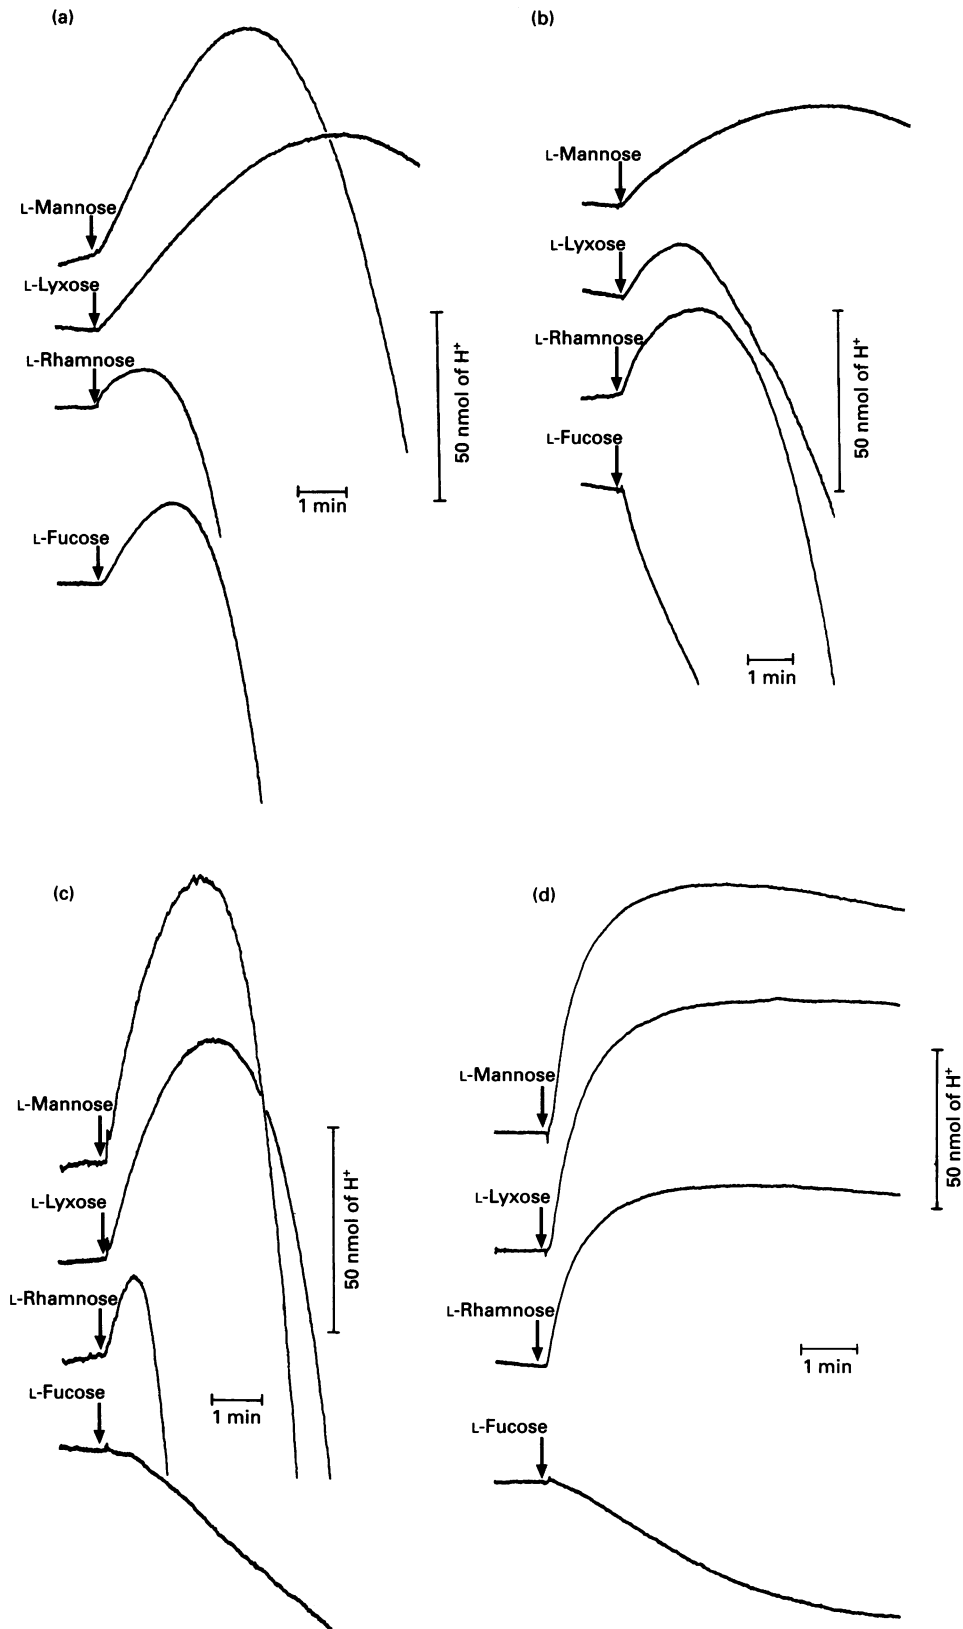 (a)
L-Mannose
L-Lyxose
L-Rhamnose
L-Fucose
50 nmol of H⁺
1 min
(b)
L-Mannose
L-Lyxose
L-Rhamnose
L-Fucose
50 nmol of H⁺
1 min
(c)
L-Mannose
L-Lyxose
L-Rhamnose
L-Fucose
50 nmol of H⁺
1 min
(d)
L-Mannose
L-Lyxose
L-Rhamnose
L-Fucose
50 nmol of H⁺
1 min